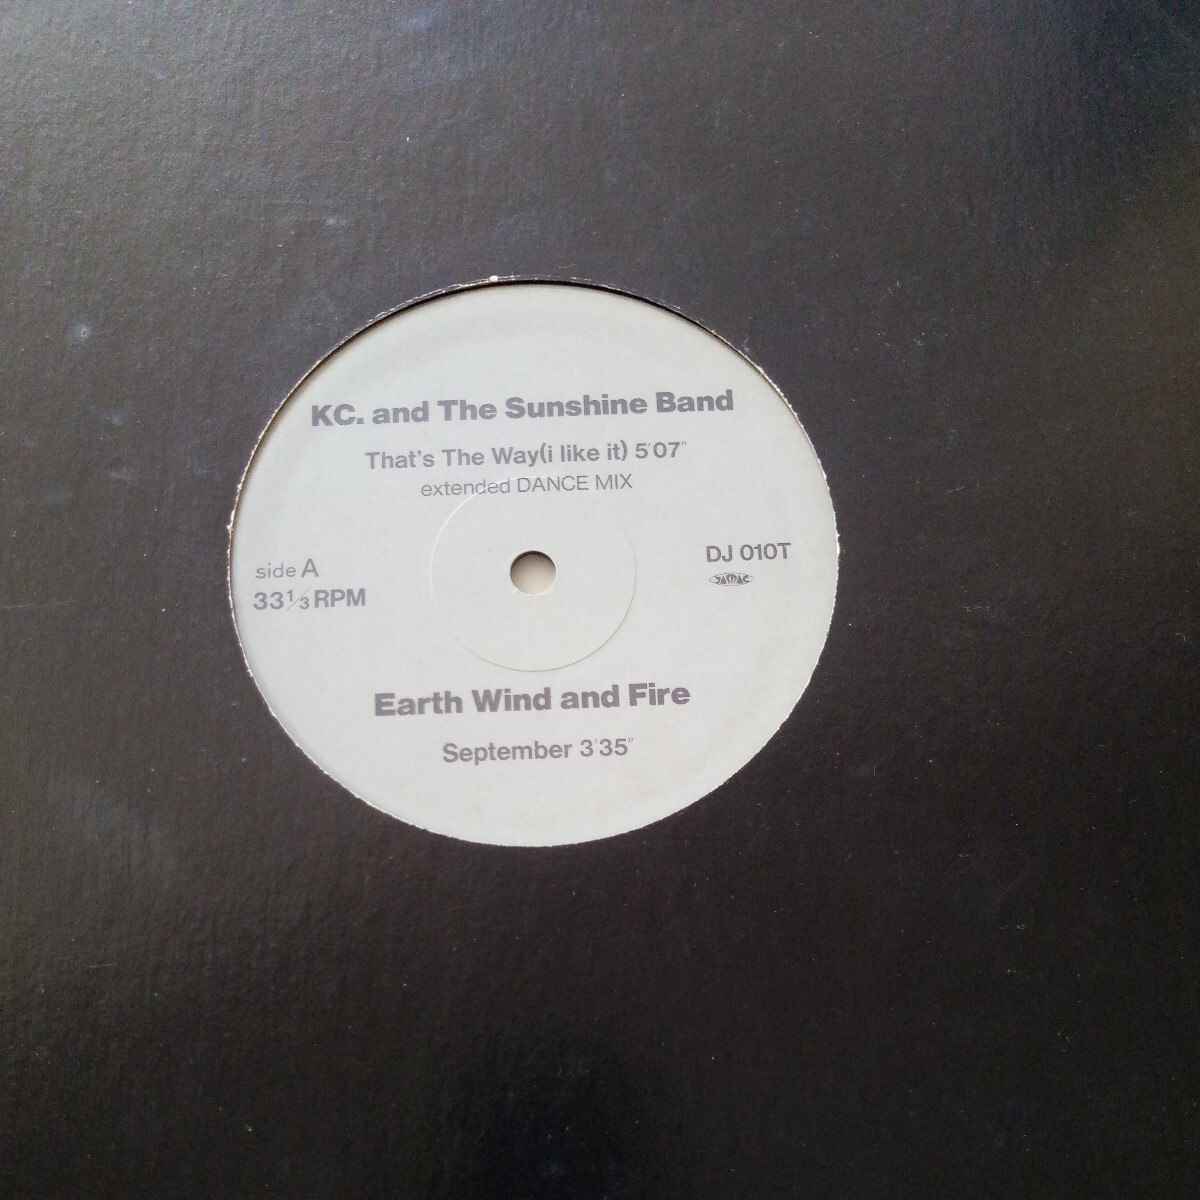 KC. and The Sunshine Band
That's The Way(i like it) 5'07"
extended DANCE MIX
side A
33 1/3 RPM
DJ 010T
Earth Wind and Fire
September 3'35"